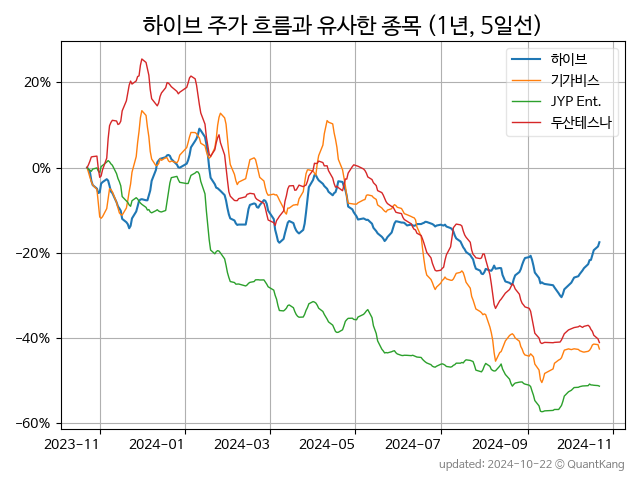 하이브 주가 흐름과 유사한 종목 (1년, 5일선)
하이브
기가비스
JYP Ent.
두산테스나
20%
0%
−20%
−40%
−60%
2023-11
2024-01
2024-03
2024-05
2024-07
2024-09
2024-11
updated: 2024-10-22 ⓒ QuantKang